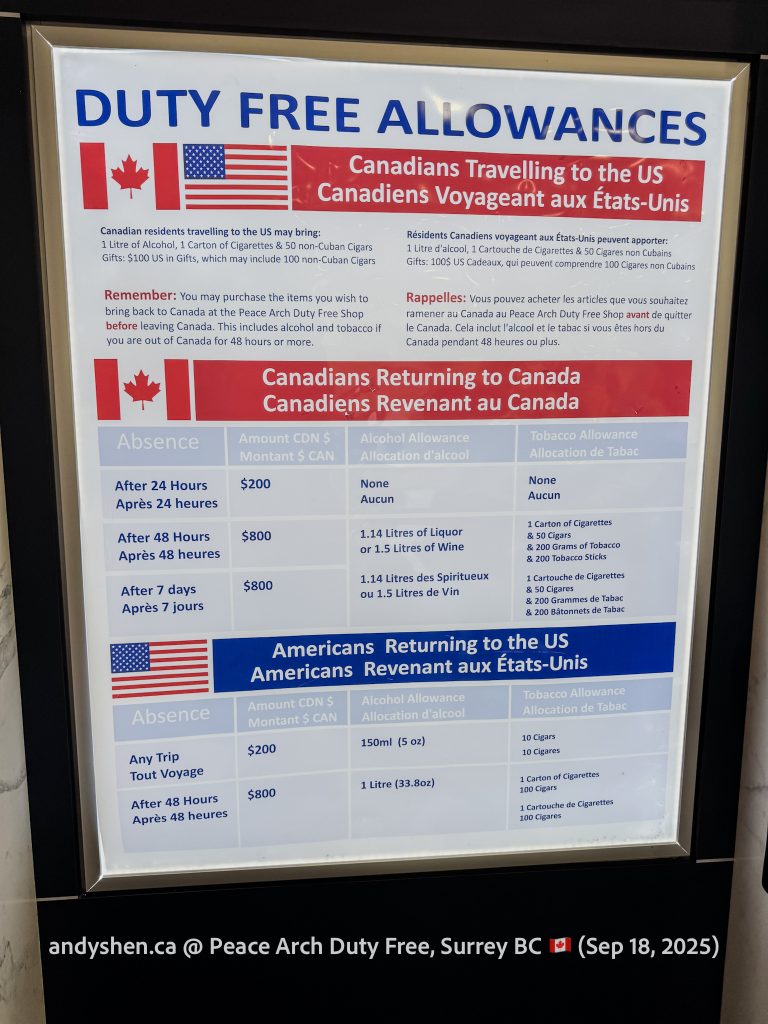 DUTY FREE ALLOWANCES
Canadians Travelling to the US
Canadiens Voyageant aux États-Unis
Canadian residents travelling to the US may bring:
1 Litre of Alcohol, 1 Carton of Cigarettes & 50 non-Cuban Cigars
Gifts: $100 US in Gifts, which may include 100 non-Cuban Cigars
Résidents Canadiens voyageant aux États-Unis peuvent apporter:
1 Litre d'alcool, 1 Cartouche de Cigarettes & 50 Cigares non Cubains
Gifts: 100$ US Cadeaux, qui peuvent comprendre 100 Cigares non Cubains
Remember: You may purchase the items you wish to
bring back to Canada at the Peace Arch Duty Free Shop
before leaving Canada. This includes alcohol and tobacco if
you are out of Canada for 48 hours or more.
Rappelles: Vous pouvez acheter les articles que vous souhaitez
ramener au Canada au Peace Arch Duty Free Shop avant de quitter
le Canada. Cela inclut l'alcool et le tabac si vous êtes hors du
Canada pendant 48 heures ou plus.
Canadians Returning to Canada
Canadiens Revenant au Canada
Absence
Amount CDN $
Montant $ CAN
Alcohol Allowance
Allocation d'alcool
Tobacco Allowance
Allocation de Tabac
After 24 Hours
Après 24 heures
$200
None
Aucun
None
Aucun
After 48 Hours
Après 48 heures
$800
1.14 Litres of Liquor
or 1.5 Litres of Wine
1 Carton of Cigarettes
& 50 Cigars
& 200 Grams of Tobacco
& 200 Tobacco Sticks
After 7 days
Après 7 jours
$800
1.14 Litres des Spiritueux
ou 1.5 Litres de Vin
1 Cartouche de Cigarettes
& 50 Cigares
& 200 Grammes de Tabac
& 200 Bâtonnets de Tabac
Americans Returning to the US
Americans Revenant aux États-Unis
Absence
Amount CDN $
Montant $ CAN
Alcohol Allowance
Allocation d'alcool
Tobacco Allowance
Allocation de Tabac
Any Trip
Tout Voyage
$200
150ml (5 oz)
10 Cigars
10 Cigares
After 48 Hours
Après 48 heures
$800
1 Litre (33.8oz)
1 Carton of Cigarettes
100 Cigars
1 Cartouche de Cigarettes
100 Cigares
andyshen.ca @ Peace Arch Duty Free, Surrey BC 🇨🇦 (Sep 18, 2025)